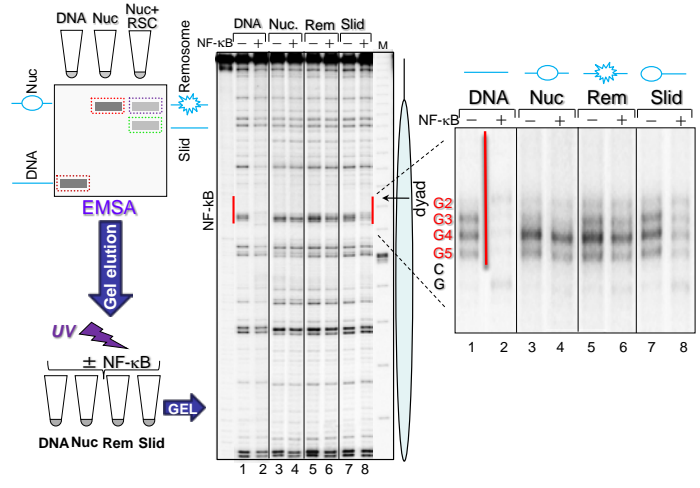 DNA Nuc Nuc+
RSC
Nuc
DNA
Remosome
Slid
EMSA
Gel elution
UV
± NF-κB
DNA Nuc Rem Slid
GEL
DNA Nuc. Rem Slid
NF-κB – + – + – + – + M
NF-kB
dyad
1 2 3 4 5 6 7 8
DNA Nuc Rem Slid
NF-κB – + – + – + – +
G2
G3
G4
G5
C
G
1 2 3 4 5 6 7 8